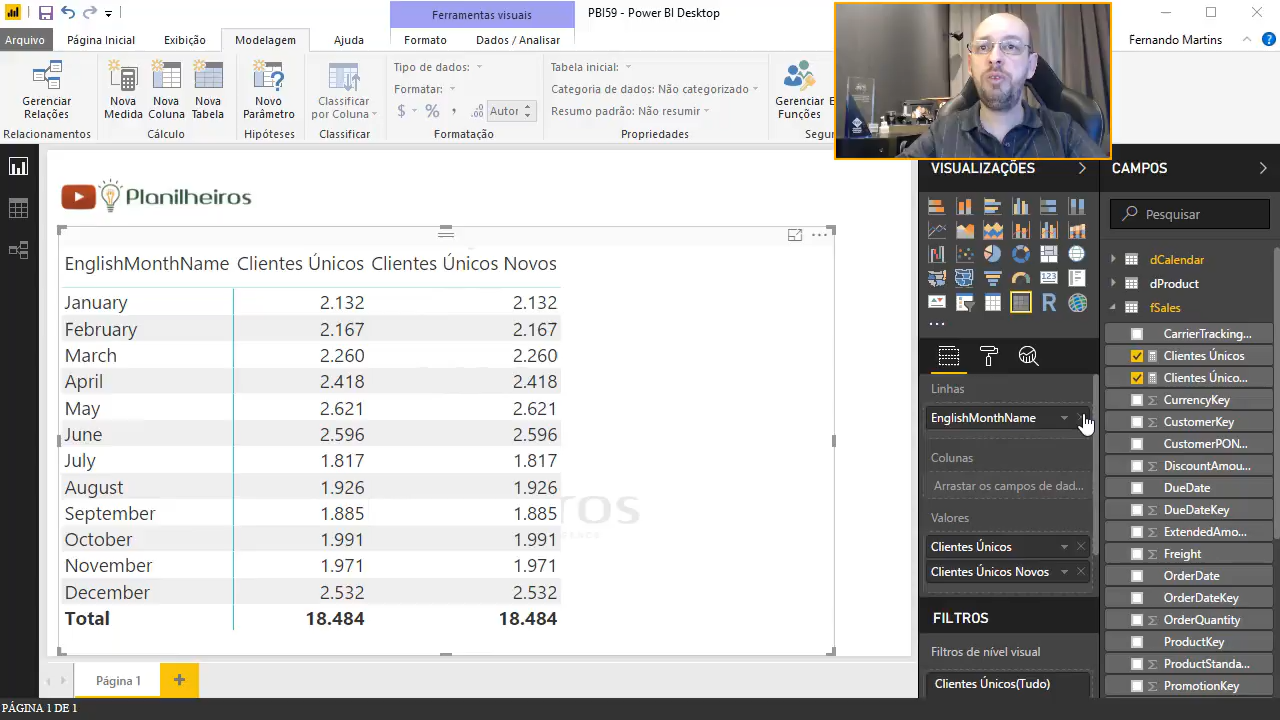 Ferramentas visuais
PBI59 - Power BI Desktop
Arquivo
Página Inicial
Exibição
Modelagem
Ajuda
Formato
Dados / Analisar
Fernando Martins
Gerenciar Relações
Nova Medida
Nova Coluna
Nova Tabela
Novo Parâmetro
Classificar por Coluna
Tipo de dados:
Formatar:
$ % , .00 Autor
Tabela inicial:
Categoria de dados: Não categorizado
Resumo padrão: Não resumir
Gerenciar Funções
Relacionamentos
Cálculo
Hipóteses
Classificar
Formatação
Propriedades
Segur
Planilheiros
EnglishMonthName Clientes Únicos Clientes Únicos Novos
January 2.132 2.132
February 2.167 2.167
March 2.260 2.260
April 2.418 2.418
May 2.621 2.621
June 2.596 2.596
July 1.817 1.817
August 1.926 1.926
September 1.885 1.885
October 1.991 1.991
November 1.971 1.971
December 2.532 2.532
Total 18.484 18.484
VISUALIZAÇÕES
123
R
Linhas
EnglishMonthName
Colunas
Arrastar os campos de dad...
Valores
Clientes Únicos
Clientes Únicos Novos
FILTROS
Filtros de nível visual
Clientes Únicos(Tudo)
CAMPOS
Pesquisar
dCalendar
dProduct
fSales
CarrierTracking...
Clientes Únicos
Clientes Único...
CurrencyKey
CustomerKey
CustomerPON...
DiscountAmou...
DueDate
DueDateKey
ExtendedAmo...
Freight
OrderDate
OrderDateKey
OrderQuantity
ProductKey
ProductStanda...
PromotionKey
Página 1
PÁGINA 1 DE 1